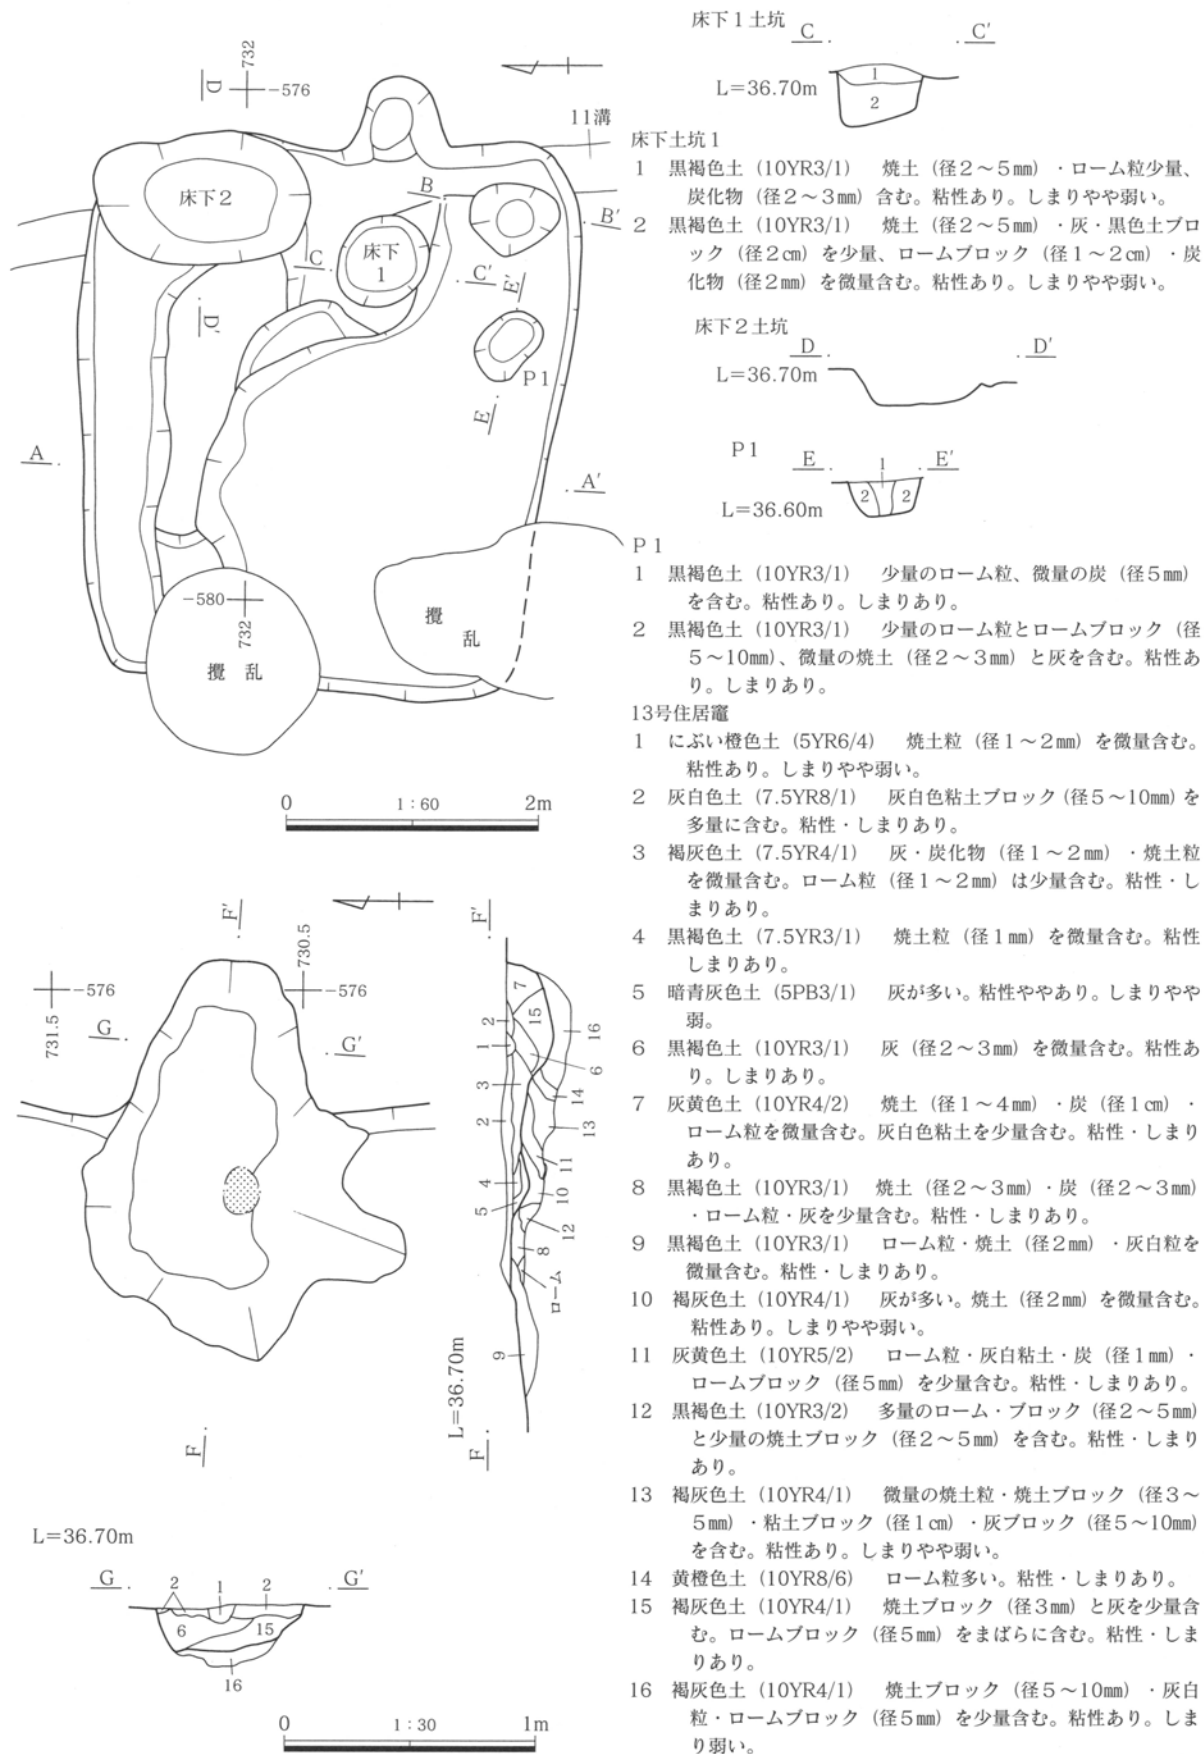 732
D
-576
11溝
床下2
B
B′
床下
1
C
C′
E′
D′
P1
E
A
A′
-580
732
攪乱
攪
乱
0 1:60 2m
F′
730.5
-576
-576
731.5
G
G′
F
F′
7
15
2
1
16
6
3
14
2
13
11
4
10
5
12
8
ローム
9
L=36.70m
F
L=36.70m
G 2 1 2 G′
6 15
16
0 1:30 1m
床下1土坑
C C′
L=36.70m
1
2
床下土坑1
1 黒褐色土(10YR3/1) 焼土(径2~5㎜)・ローム粒少量、
炭化物(径2~3㎜)含む。粘性あり。しまりやや弱い。
2 黒褐色土(10YR3/1) 焼土(径2~5㎜)・灰・黒色土ブロ
ック(径2㎝)を少量、ロームブロック(径1~2㎝)・炭
化物(径2㎜)を微量含む。粘性あり。しまりやや弱い。
床下2土坑
D D′
L=36.70m
P1
E 1 E′
2 2
L=36.60m
P1
1 黒褐色土(10YR3/1) 少量のローム粒、微量の炭(径5㎜)
を含む。粘性あり。しまりあり。
2 黒褐色土(10YR3/1) 少量のローム粒とロームブロック(径
5~10㎜)、微量の焼土(径2~3㎜)と灰を含む。粘性あ
り。しまりあり。
13号住居竈
1 にぶい橙色土(5YR6/4) 焼土粒(径1~2㎜)を微量含む。
粘性あり。しまりやや弱い。
2 灰白色土(7.5YR8/1) 灰白色粘土ブロック(径5~10㎜)を
多量に含む。粘性・しまりあり。
3 褐灰色土(7.5YR4/1) 灰・炭化物(径1~2㎜)・焼土粒
を微量含む。ローム粒(径1~2㎜)は少量含む。粘性・し
まりあり。
4 黒褐色土(7.5YR3/1) 焼土粒(径1㎜)を微量含む。粘性
しまりあり。
5 暗青灰色土(5PB3/1) 灰が多い。粘性ややあり。しまりやや
弱。
6 黒褐色土(10YR3/1) 灰(径2~3㎜)を微量含む。粘性あ
り。しまりあり。
7 灰黄色土(10YR4/2) 焼土(径1~4㎜)・炭(径1㎝)・
ローム粒を微量含む。灰白色粘土を少量含む。粘性・しまり
あり。
8 黒褐色土(10YR3/1) 焼土(径2~3㎜)・炭(径2~3㎜)
・ローム粒・灰を少量含む。粘性・しまりあり。
9 黒褐色土(10YR3/1) ローム粒・焼土(径2㎜)・灰白粒を
微量含む。粘性・しまりあり。
10 褐灰色土(10YR4/1) 灰が多い。焼土(径2㎜)を微量含む。
粘性あり。しまりやや弱い。
11 灰黄色土(10YR5/2) ローム粒・灰白粘土・炭(径1㎜)・
ロームブロック(径5㎜)を少量含む。粘性・しまりあり。
12 黒褐色土(10YR3/2) 多量のローム・ブロック(径2~5㎜)
と少量の焼土ブロック(径2~5㎜)を含む。粘性・しまり
あり。
13 褐灰色土(10YR4/1) 微量の焼土粒・焼土ブロック(径3~
5㎜)・粘土ブロック(径1㎝)・灰ブロック(径5~10㎜)
を含む。粘性あり。しまりやや弱い。
14 黄橙色土(10YR8/6) ローム粒多い。粘性・しまりあり。
15 褐灰色土(10YR4/1) 焼土ブロック(径3㎜)と灰を少量含
む。ロームブロック(径5㎜)をまばらに含む。粘性・しま
りあり。
16 褐灰色土(10YR4/1) 焼土ブロック(径5~10㎜)・灰白
粒・ロームブロック(径5㎜)を少量含む。粘性あり。しま
り弱い。